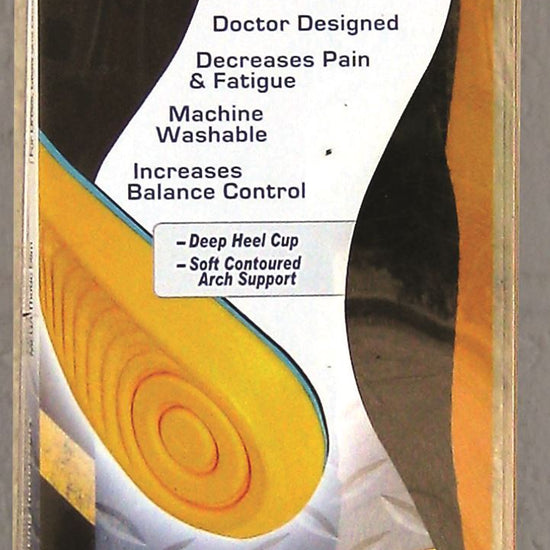 Doctor Designed
Decreases Pain
& Fatigue
Machine
Washable
Increases
Balance Control
– Deep Heel Cup
– Soft Contoured
Arch Support